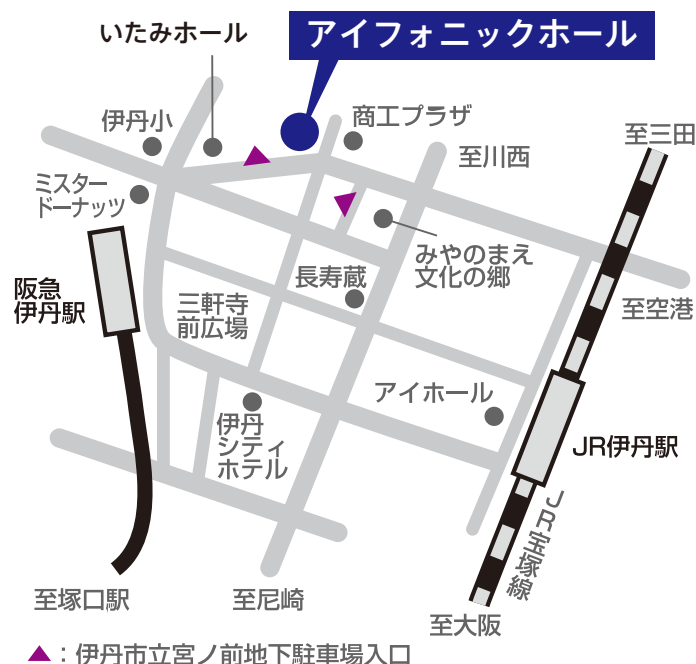 いたみホール
アイフォニックホール
伊丹小
商工プラザ
至三田
至川西
ミスター
ドーナッツ
みやのまえ
文化の郷
阪急
伊丹駅
長寿蔵
三軒寺
前広場
至空港
アイホール
伊丹
シティ
ホテル
JR伊丹駅
JR宝塚線
至塚口駅
至尼崎
至大阪
▲：伊丹市立宮ノ前地下駐車場入口